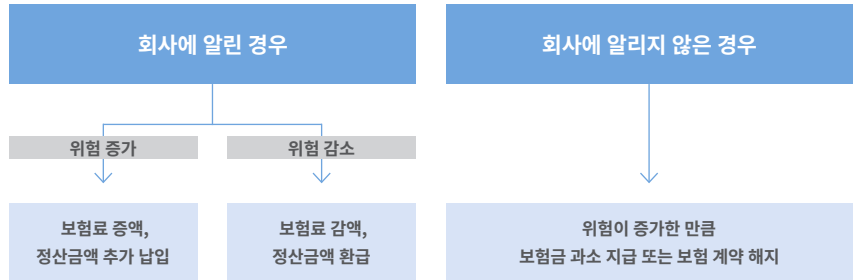 회사에 알린 경우
회사에 알리지 않은 경우
위험 증가
위험 감소
보험료 증액,
정산금액 추가 납입
보험료 감액,
정산금액 환급
위험이 증가한 만큼
보험금 과소 지급 또는 보험 계약 해지